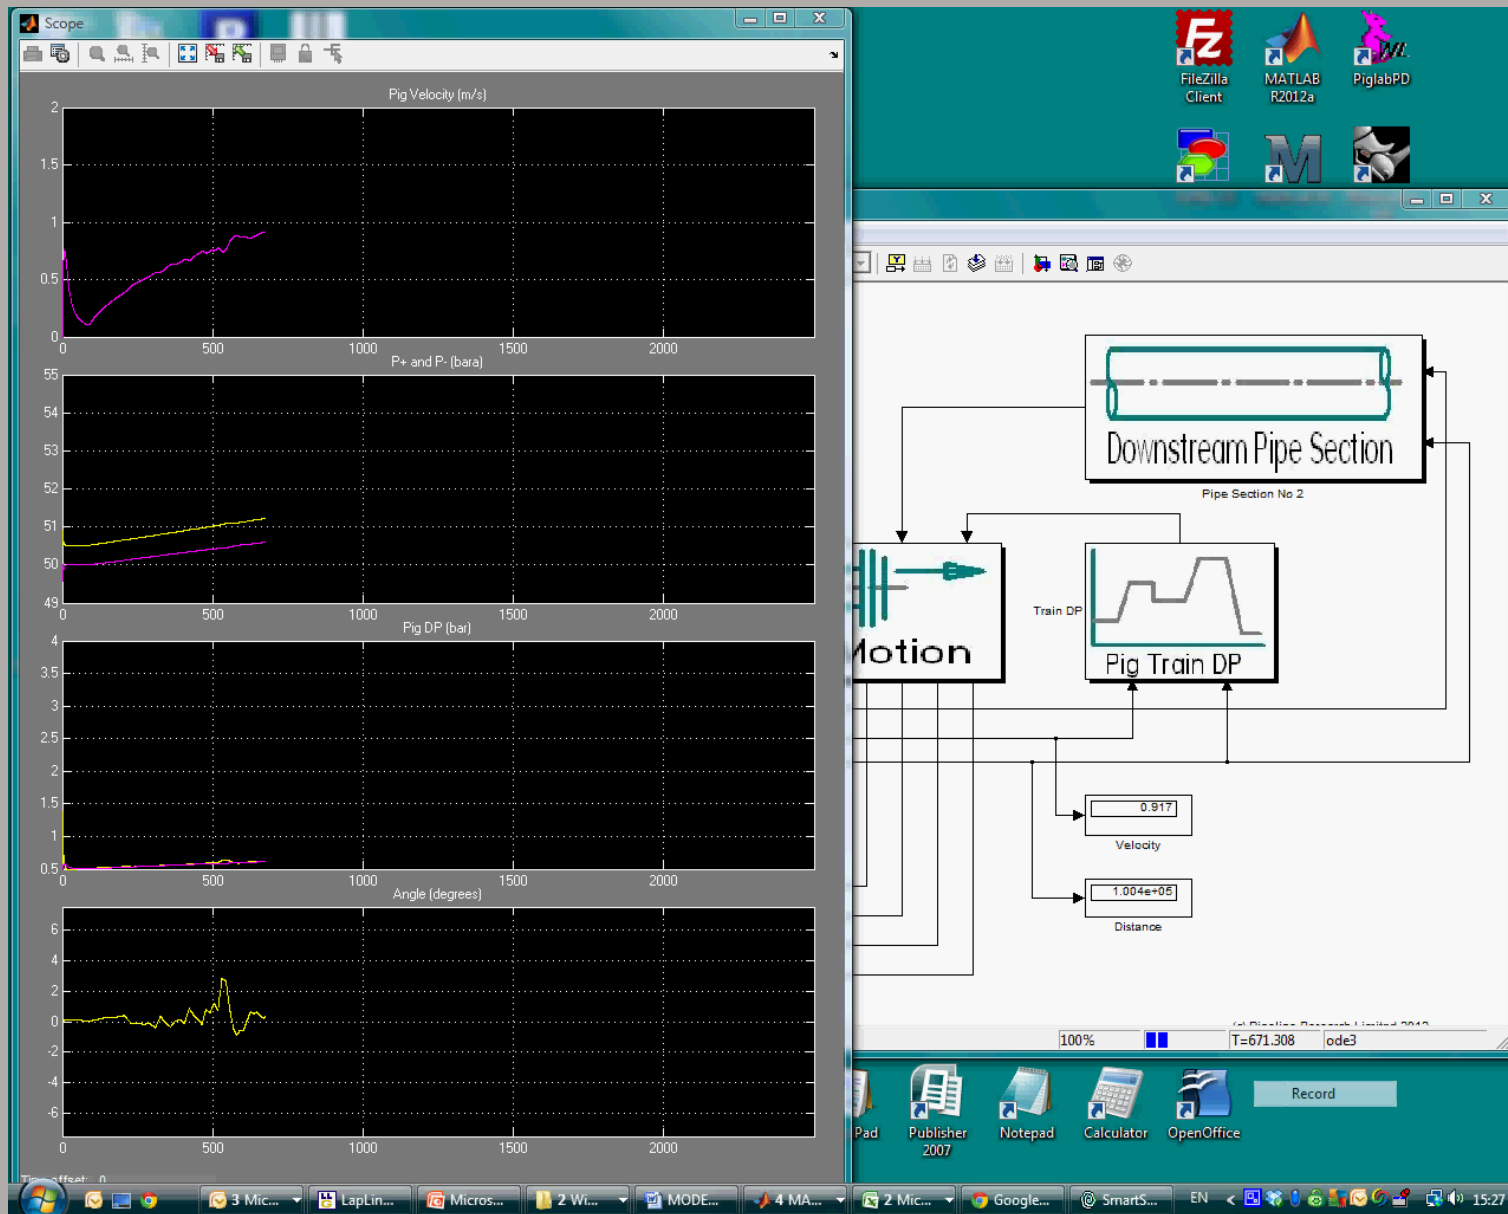 Scope
Pig Velocity (m/s)
2
1.5
1
0.5
0
0
500
1000
1500
2000
P+ and P- (bara)
55
54
53
52
51
50
49
0
500
1000
1500
2000
Pig DP (bar)
4
3.5
3
2.5
2
1.5
1
0.5
0
500
1000
1500
2000
Angle (degrees)
6
4
2
0
-2
-4
-6
0
500
1000
1500
2000
FileZilla
Client
MATLAB
R2012a
PiglabPD
Downstream Pipe Section
Pipe Section No 2
Motion
Train DP
Pig Train DP
0.917
Velocity
1.004e+05
Distance
100%
T=671.308
ode3
Pad
Publisher
2007
Notepad
Calculator
OpenOffice
Record
3 Mic...
LapLin...
Micros...
2 Wi...
MODE...
4 MA...
2 Mic...
Google...
SmartS...
EN
15:27